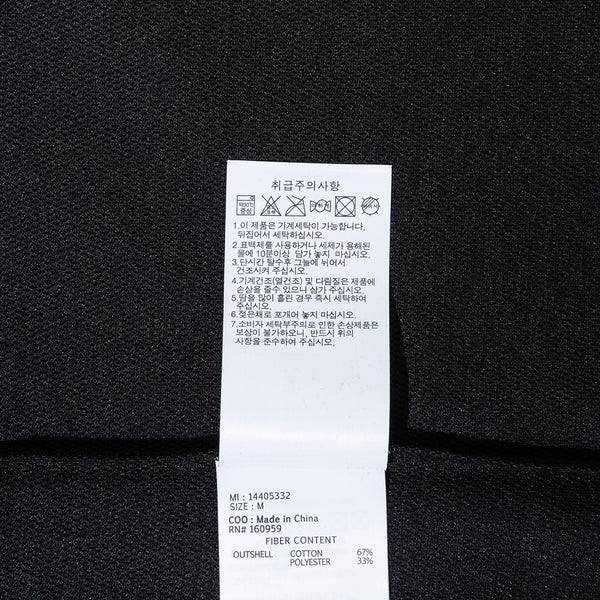 취급주의사항
약30℃
중성
1.이 제품은 기계세탁이 가능합니다,
뒤집어서 세탁하십시오.
2.표백제를 사용하거나 세제가 용해된
물에 10분이상 담가 놓지 마십시오.
3.단시간 탈수후 그늘에 뉘어서
건조시켜 주십시오.
4.기계건조(열건조) 및 다림질은 제품에
손상을 줄수 있으니 삼가 주십시오.
5.땀을 많이 흘린 경우 즉시 세탁하여
주십시오.
6.젖은채로 포개어 놓지 마십시오.
7.소비자 세탁부주의로 인한 손상제품은
보상이 불가하오니, 반드시 위의
사항을 준수하여 주십시오.
MI : 14405332
SIZE : M
COO : Made in China
RN# 160959
FIBER CONTENT
OUTSHELL COTTON 67%
POLYESTER 33%